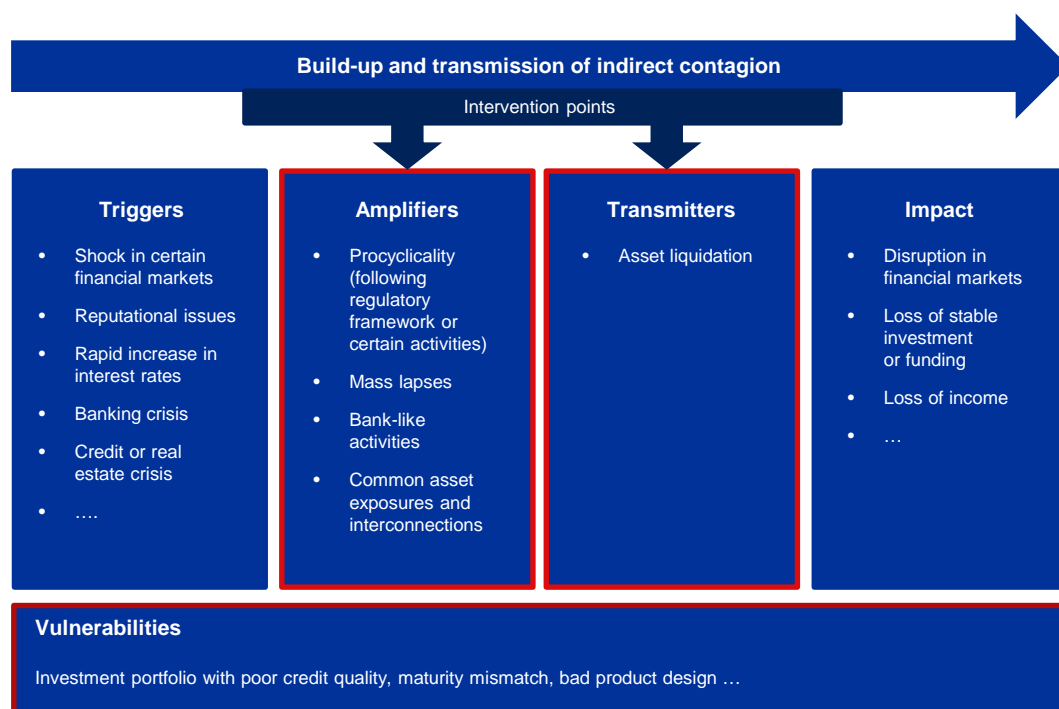 Build-up and transmission of indirect contagion
Intervention points
Triggers
• Shock in certain
financial markets
• Reputational issues
• Rapid increase in
interest rates
• Banking crisis
• Credit or real
estate crisis
• ….
Amplifiers
• Procyclicality
(following
regulatory
framework or
certain activities)
• Mass lapses
• Bank-like
activities
• Common asset
exposures and
interconnections
Transmitters
• Asset liquidation
Impact
• Disruption in
financial markets
• Loss of stable
investment
or funding
• Loss of income
• …
Vulnerabilities
Investment portfolio with poor credit quality, maturity mismatch, bad product design …